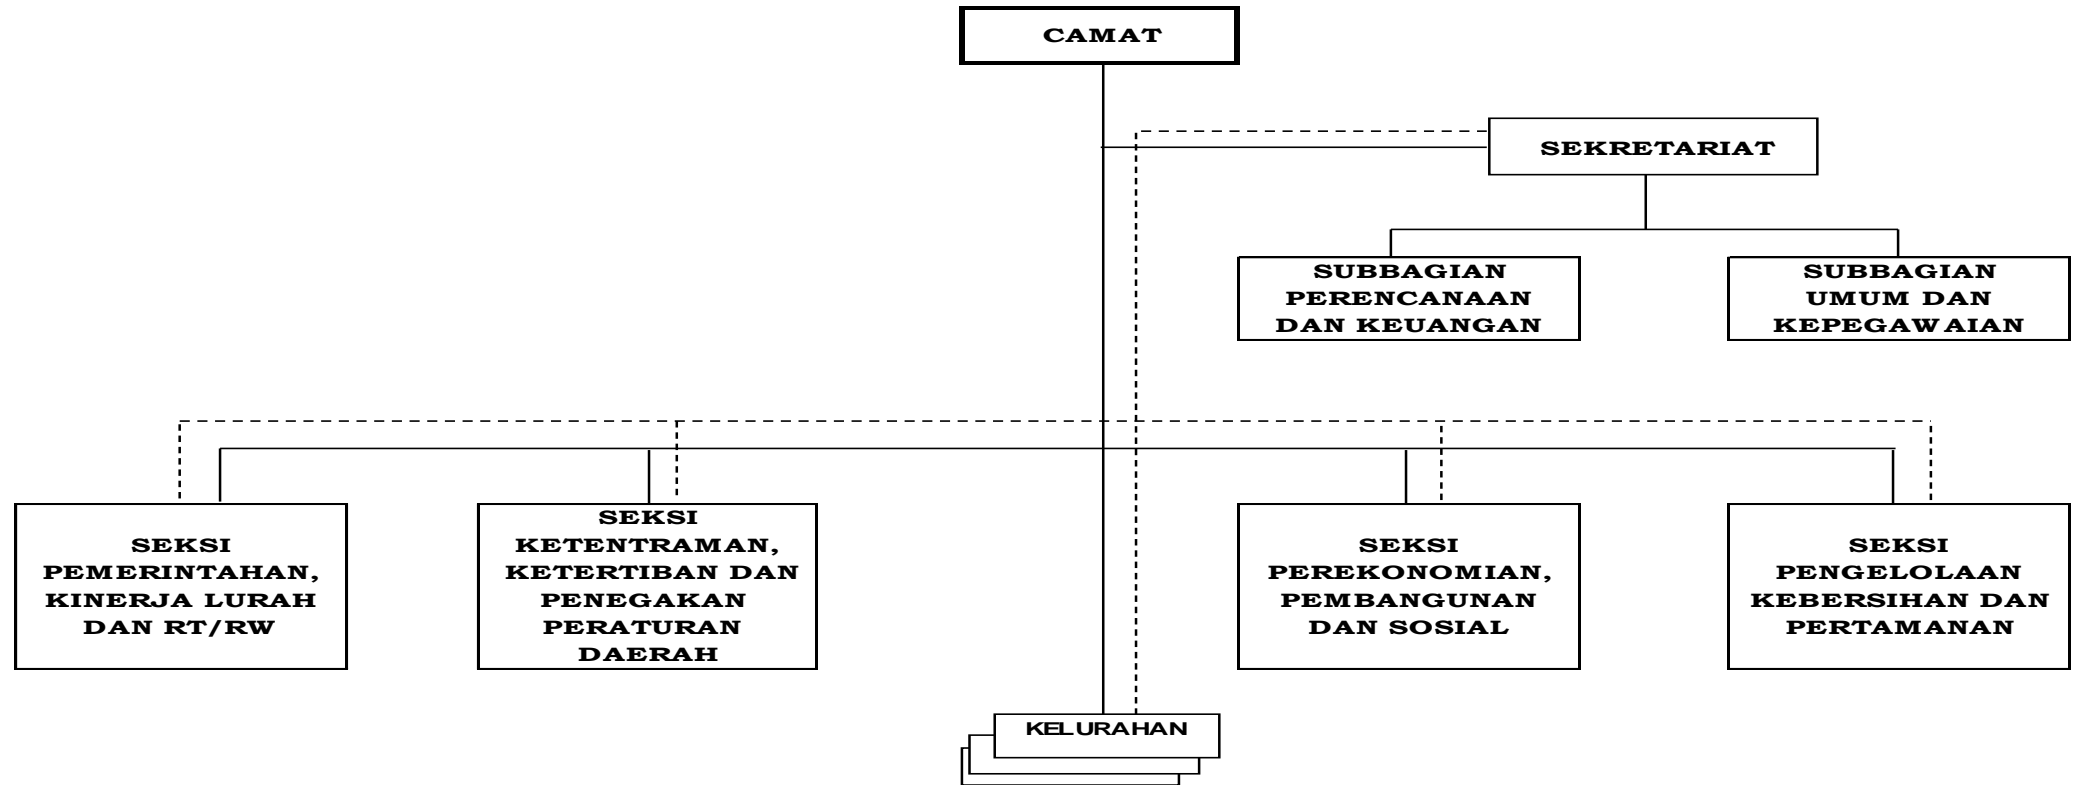 CAMAT
SEKRETARIAT
SUBBAGIAN
PERENCANAAN
DAN KEUANGAN
SUBBAGIAN
UMUM DAN
KEPEGAWAIAN
SEKSI
PEMERINTAHAN,
KINERJA LURAH
DAN RT/RW
SEKSI
KETENTRAMAN,
KETERTIBAN DAN
PENEGAKAN
PERATURAN
DAERAH
SEKSI
PEREKONOMIAN,
PEMBANGUNAN
DAN SOSIAL
SEKSI
PENGELOLAAN
KEBERSIHAN DAN
PERTAMANAN
KELURAHAN